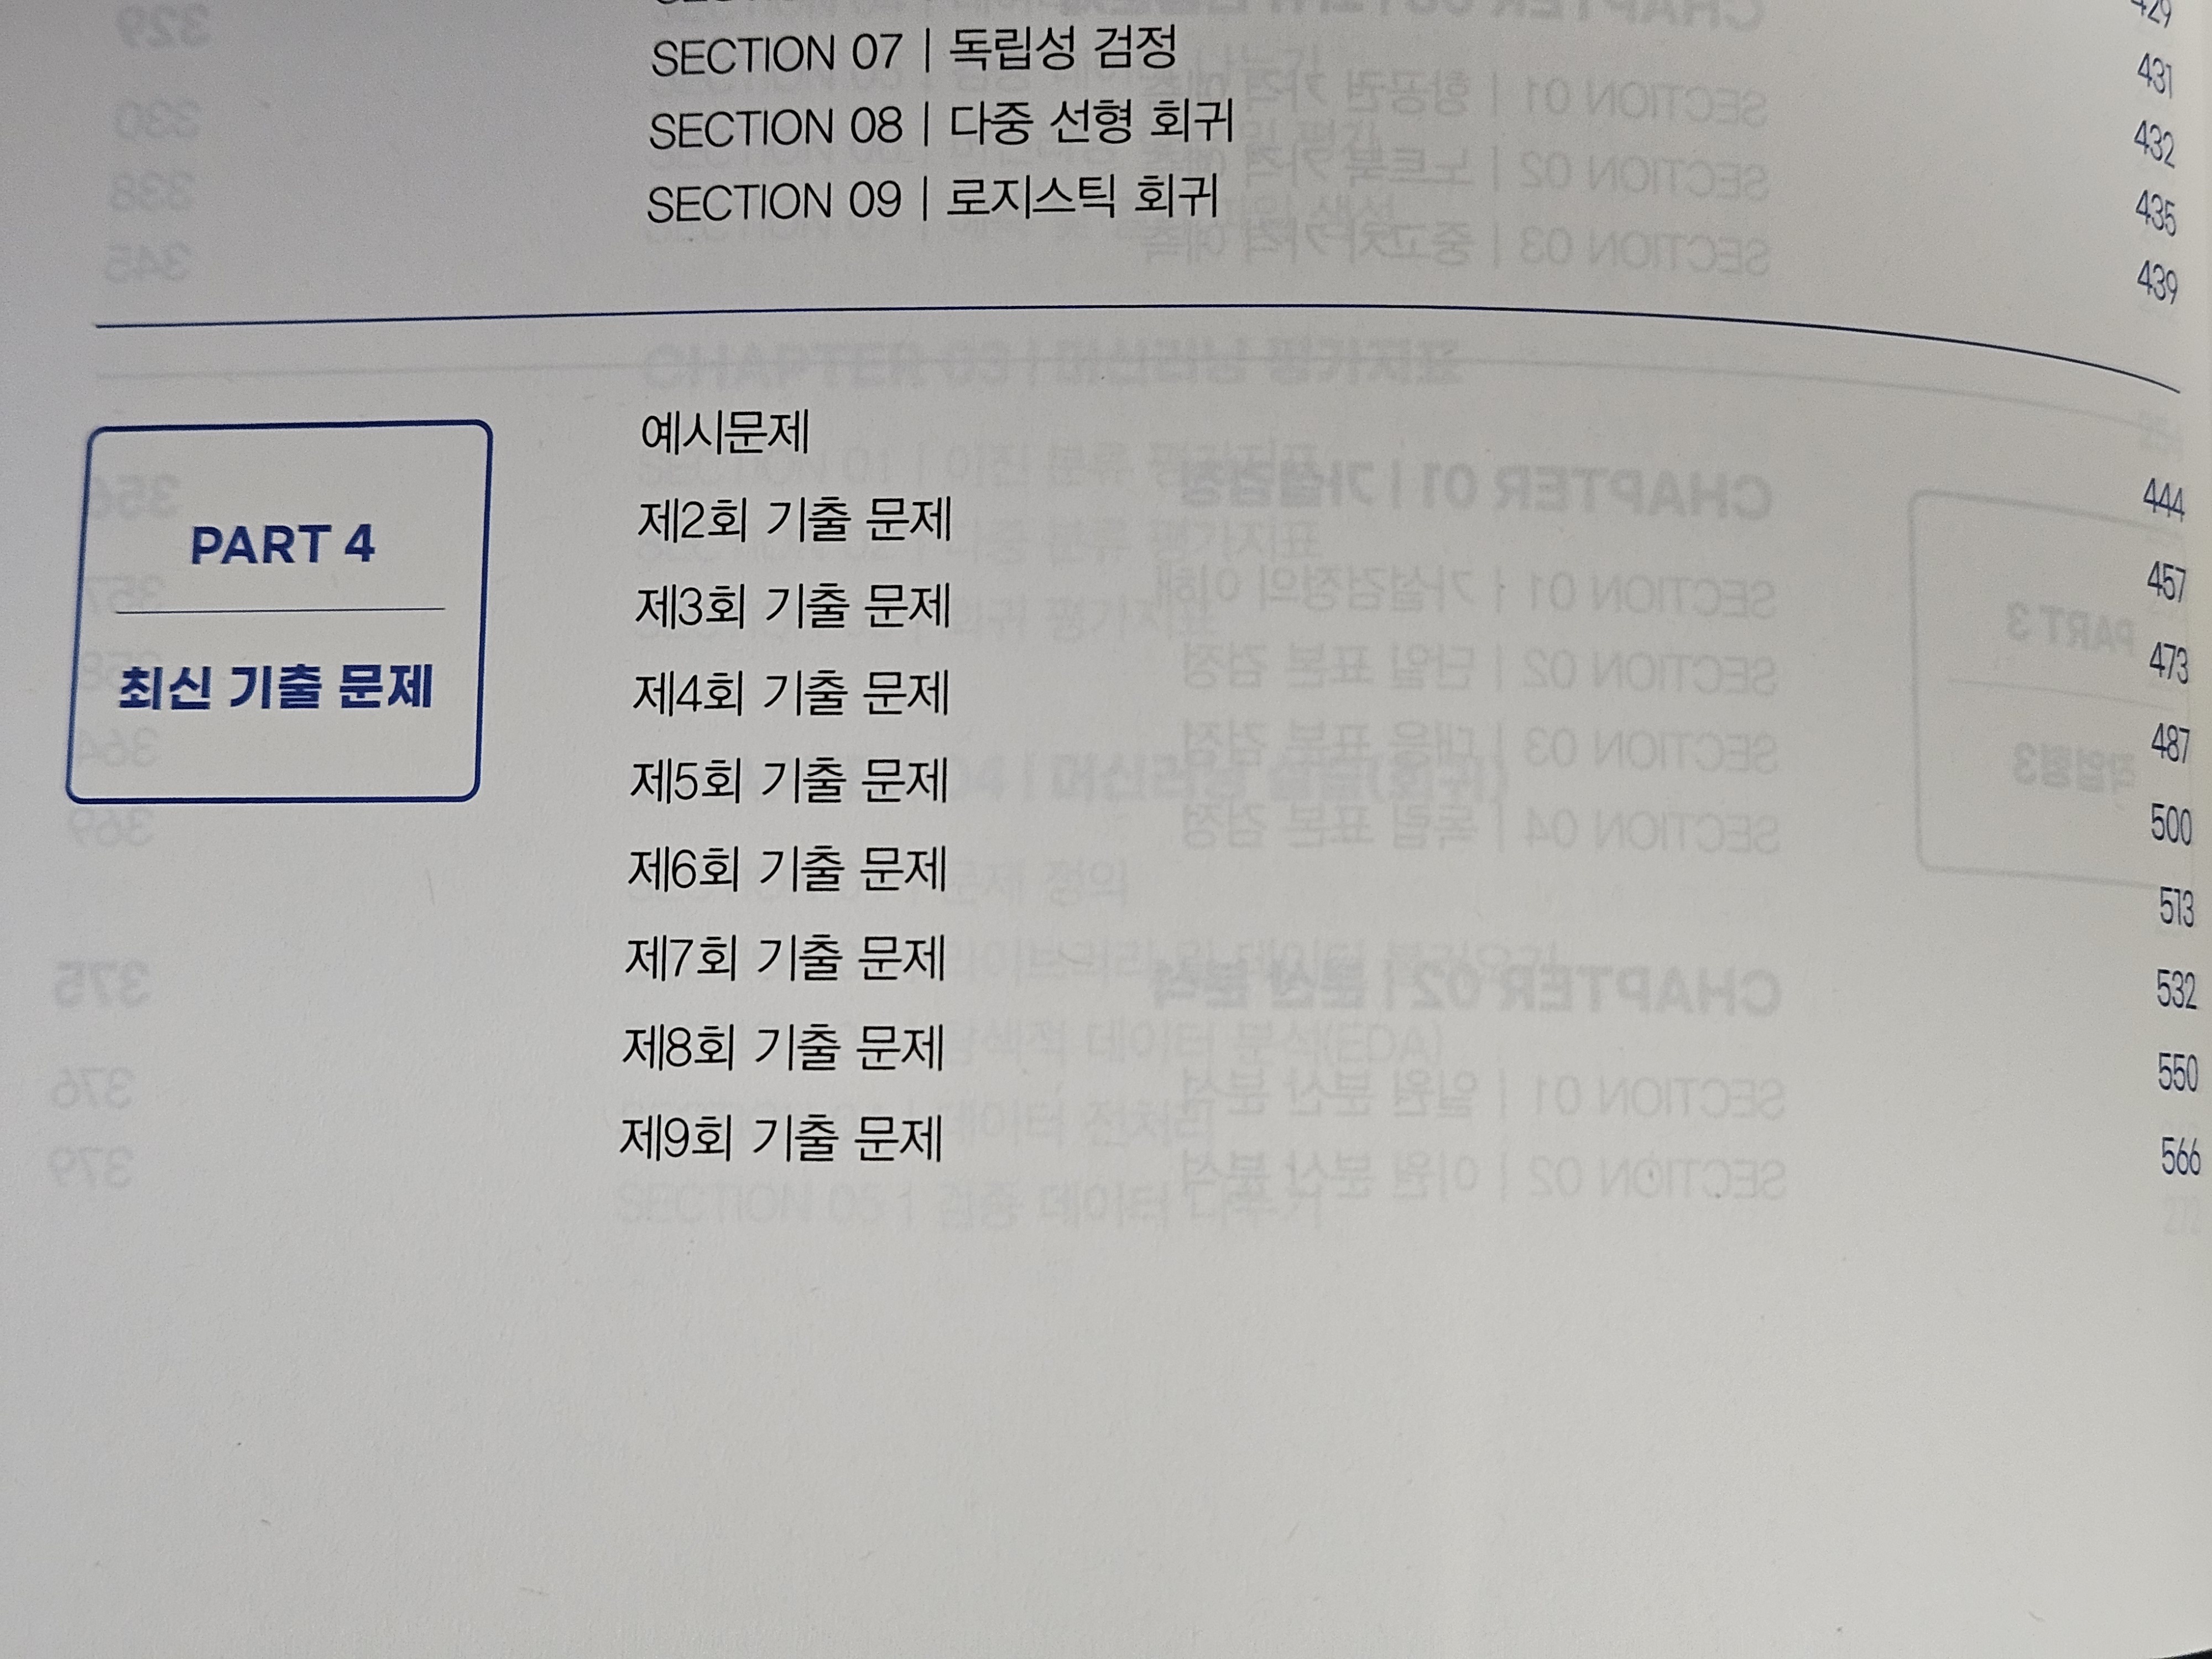 429
431
SECTION 07 | 독립성 검정 432
SECTION 08 | 다중 선형 회귀 435
SECTION 09 | 로지스틱 회귀 439
PART 4
최신 기출 문제
예시문제 444
제2회 기출 문제 457
제3회 기출 문제 473
제4회 기출 문제 487
제5회 기출 문제 500
제6회 기출 문제 513
제7회 기출 문제 532
제8회 기출 문제 550
제9회 기출 문제 566